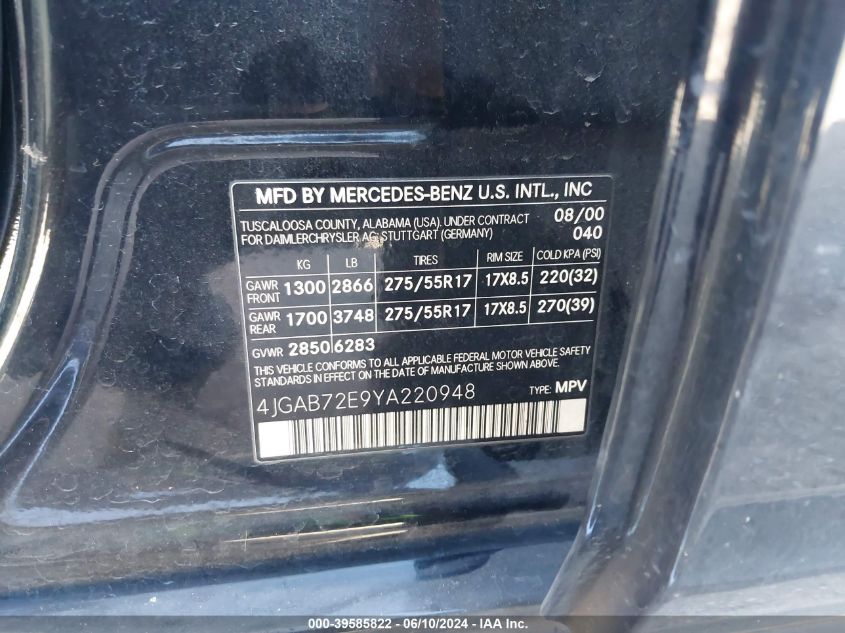 MFD BY MERCEDES-BENZ U.S. INTL., INC
TUSCALOOSA COUNTY, ALABAMA (USA). UNDER CONTRACT 08/00
FOR DAIMLERCHRYSLER AG, STUTTGART (GERMANY) 040
KG LB TIRES RIM SIZE COLD KPA (PSI)
GAWR FRONT 1300 2866 275/55R17 17X8.5 220(32)
GAWR REAR 1700 3748 275/55R17 17X8.5 270(39)
GVWR 2850 6283
THIS VEHICLE CONFORMS TO ALL APPLICABLE FEDERAL MOTOR VEHICLE SAFETY
STANDARDS IN EFFECT ON THE DATE OF MANUFACTURE SHOWN ABOVE.
4JGAB72E9YA220948 TYPE: MPV
000-39585822 - 06/10/2024 - IAAI.COM